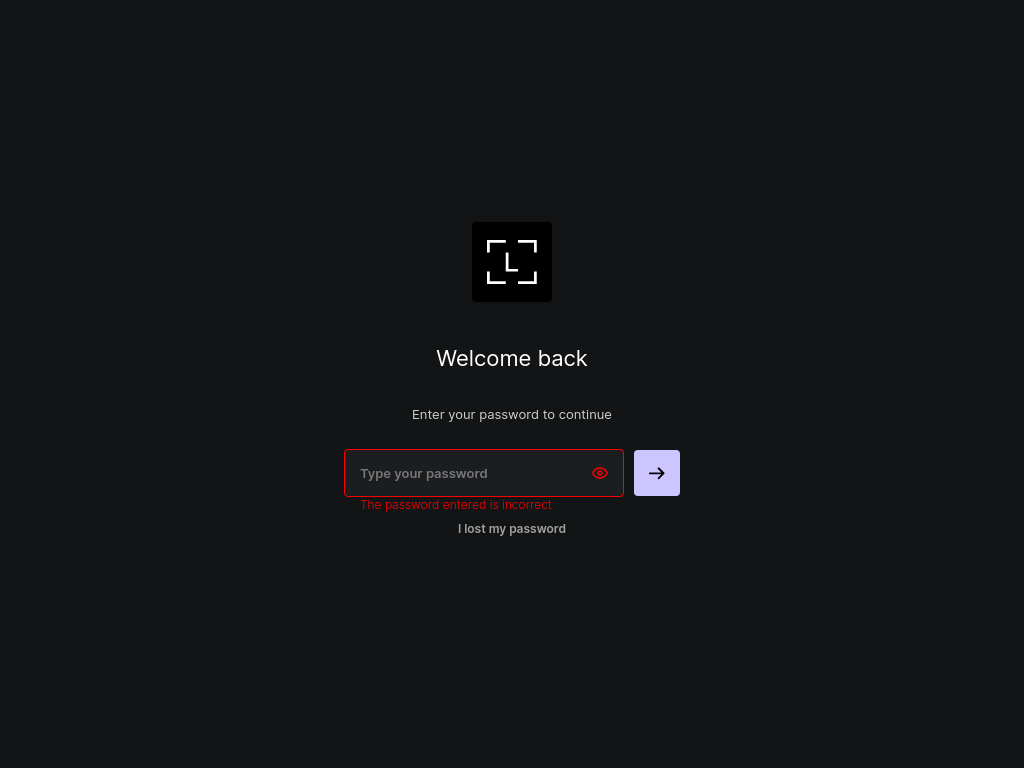 L
Welcome back
Enter your password to continue
Type your password
The password entered is incorrect
I lost my password